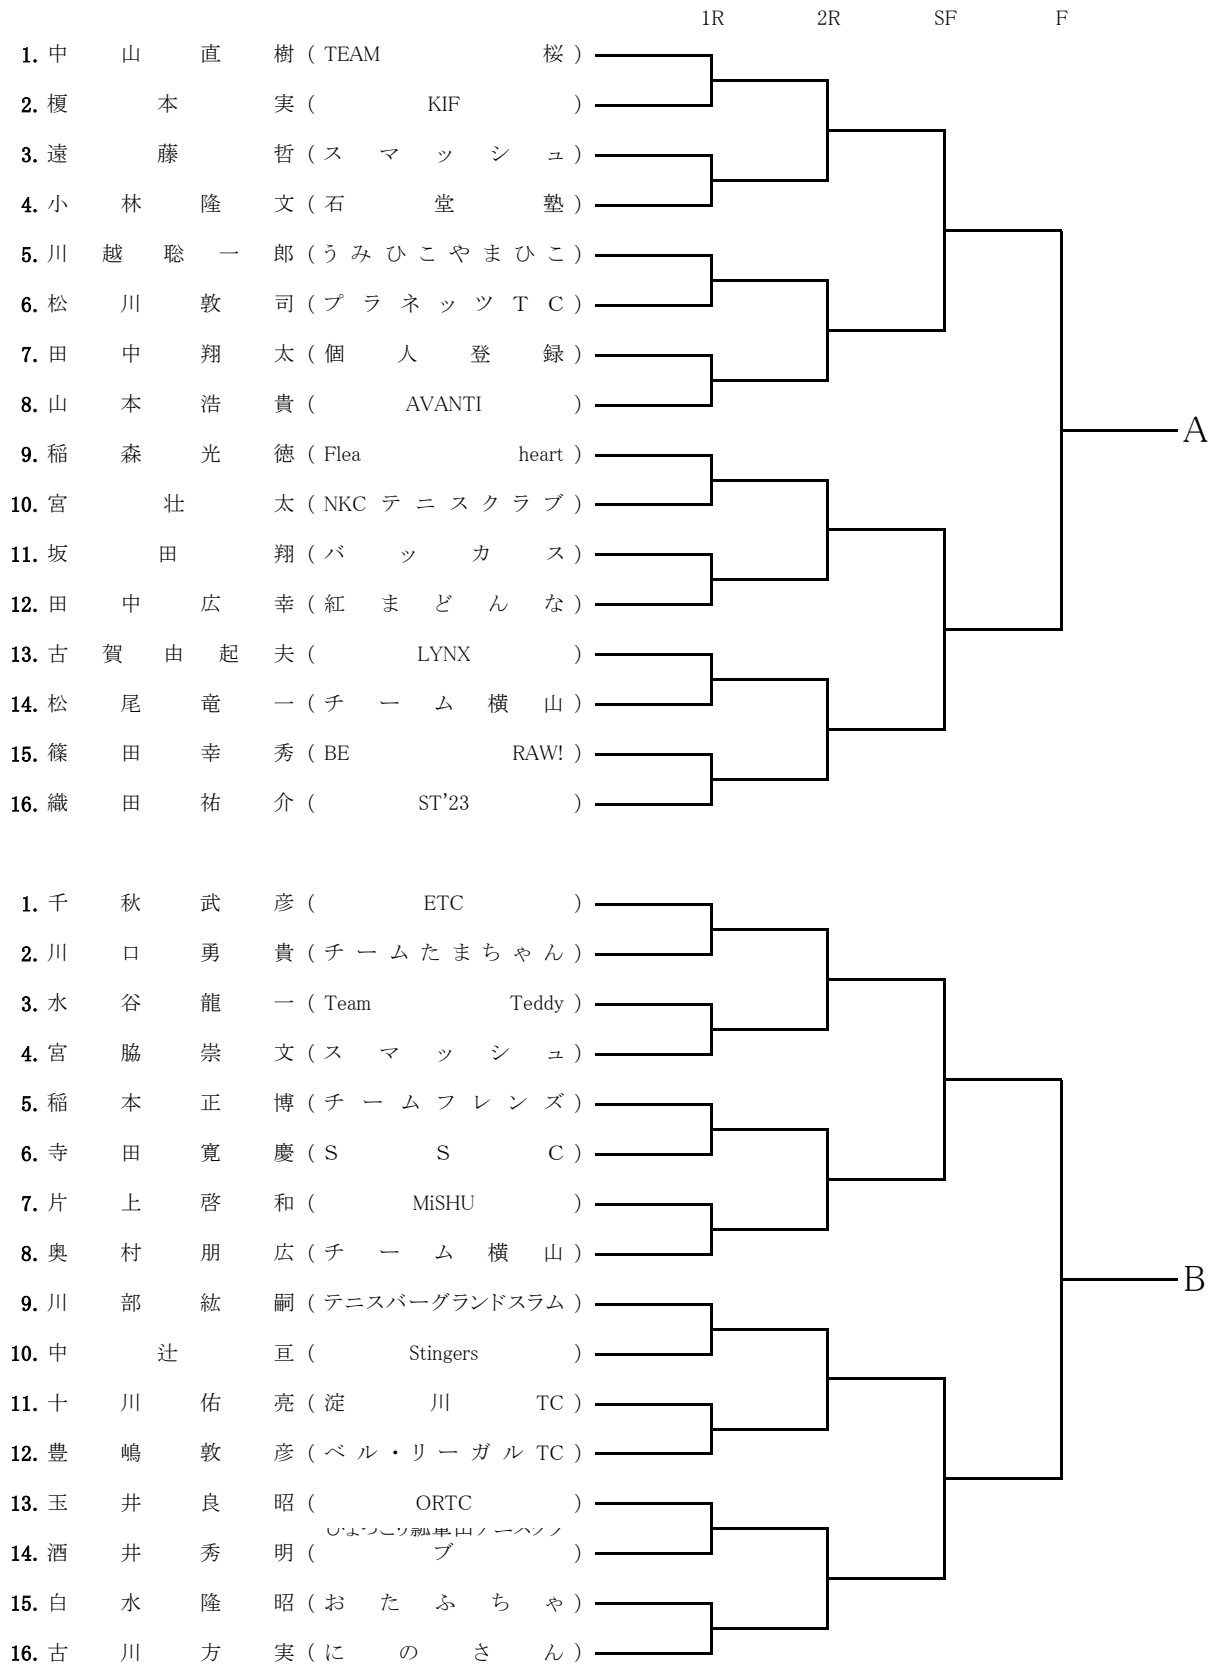 1R 2R SF F
1. 中山直樹 ( TEAM 桜 )
2. 榎本実 ( KIF )
3. 遠藤哲 ( スマッシュ )
4. 小林隆文 ( 石堂塾 )
5. 川越聡一郎 ( うみひこやまひこ )
6. 松川敦司 ( プラネッツTC )
7. 田中翔太 ( 個人登録 )
8. 山本浩貴 ( AVANTI )
A
9. 稲森光徳 ( Flea heart )
10. 宮壮太 ( NKCテニスクラブ )
11. 坂田翔 ( バッカス )
12. 田中広幸 ( 紅まどんな )
13. 古賀由起夫 ( LYNX )
14. 松尾竜一 ( チーム横山 )
15. 篠田幸秀 ( BE RAW! )
16. 織田祐介 ( ST’23 )
1. 千秋武彦 ( ETC )
2. 川口勇貴 ( チームたまちゃん )
3. 水谷龍一 ( Team Teddy )
4. 宮脇崇文 ( スマッシュ )
5. 稲本正博 ( チームフレンズ )
6. 寺田寛慶 ( SSC )
7. 片上啓和 ( MiSHU )
8. 奥村朋広 ( チーム横山 )
B
9. 川部紘嗣 ( テニスバーグランドスラム )
10. 中辻亘 ( Stingers )
11. 十川佑亮 ( 淀川TC )
12. 豊嶋敦彦 ( ベル・リーガルTC )
13. 玉井良昭 ( ORTC )
14. 酒井秀明 ( ブ )
15. 白水隆昭 ( おたふちゃ )
16. 古川方実 ( にのさん )